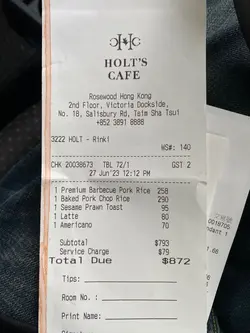 HOLT'S
CAFE
Rosewood Hong Kong
2nd Floor, Victoria Dockside,
No. 18, Salisbury Rd, Tsim Sha Tsui
+852 3891 8888
3222 HOLT - Rinki
WS#: 140
CHK 20038673 TBL 72/1 GST 2
27 Jun'23 12:12 PM
1 Premium Barbecue Pork Rice 258
1 Baked Pork Chop Rice 290
1 Sesame Prawn Toast 95
1 Latte 80
1 Americano 70
Subtotal $793
Service Charge $79
Total Due $872
Tips:
Room No. :
Print Name: